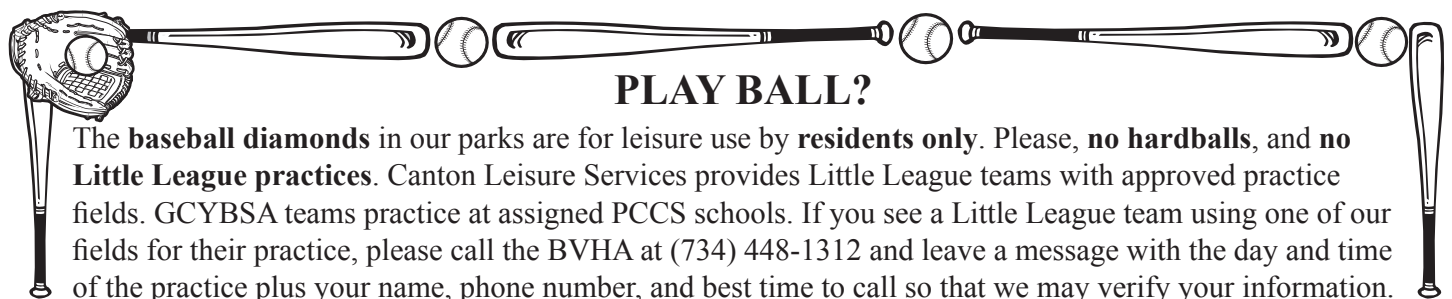 PLAY BALL?
The baseball diamonds in our parks are for leisure use by residents only. Please, no hardballs, and no
Little League practices. Canton Leisure Services provides Little League teams with approved practice
fields. GCYBSA teams practice at assigned PCCS schools. If you see a Little League team using one of our
fields for their practice, please call the BVHA at (734) 448-1312 and leave a message with the day and time
of the practice plus your name, phone number, and best time to call so that we may verify your information.